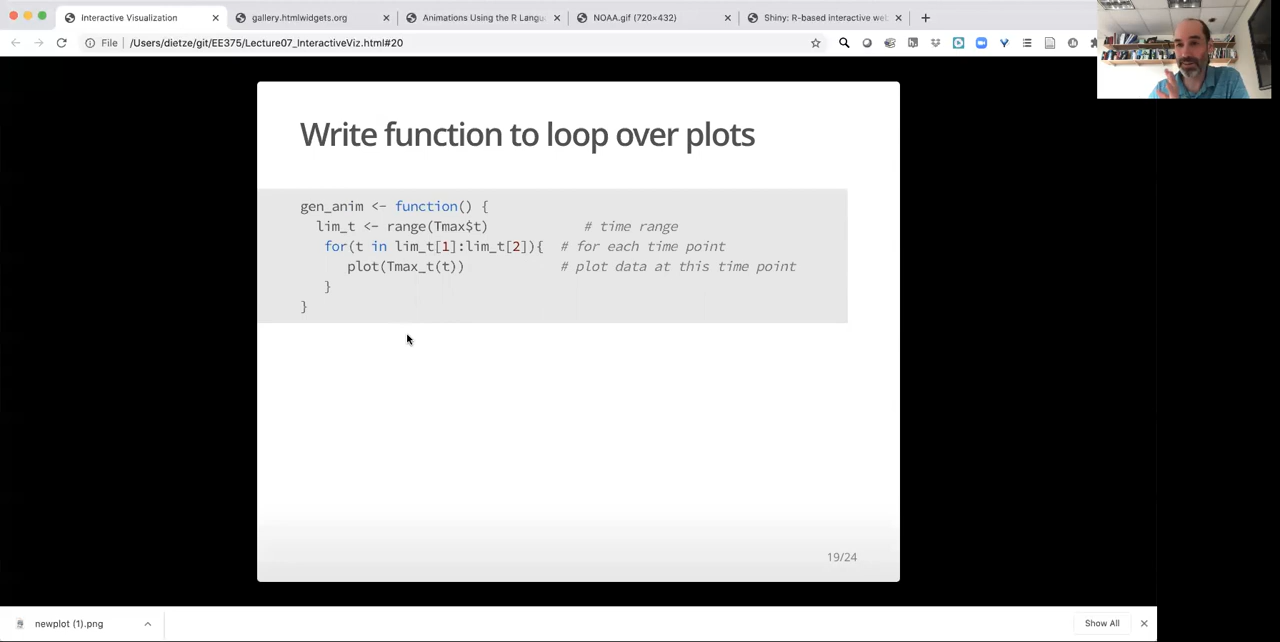 Interactive Visualization
gallery.htmlwidgets.org
Animations Using the R Langu
NOAA.gif (720×432)
Shiny: R-based interactive we
File
/Users/dietze/git/EE375/Lecture07_InteractiveViz.html#20
Write function to loop over plots
gen_anim <- function() {
lim_t <- range(Tmax$t) # time range
for(t in lim_t[1]:lim_t[2]){ # for each time point
plot(Tmax_t(t)) # plot data at this time point
}
}
19/24
newplot (1).png
Show All